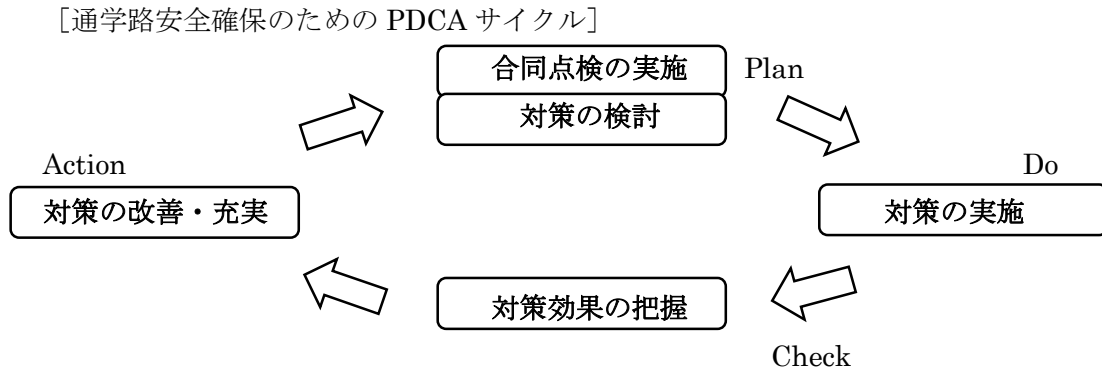 ［通学路安全確保のための PDCA サイクル］
合同点検の実施
Plan
対策の検討
Action
Do
対策の改善・充実
対策の実施
対策効果の把握
Check